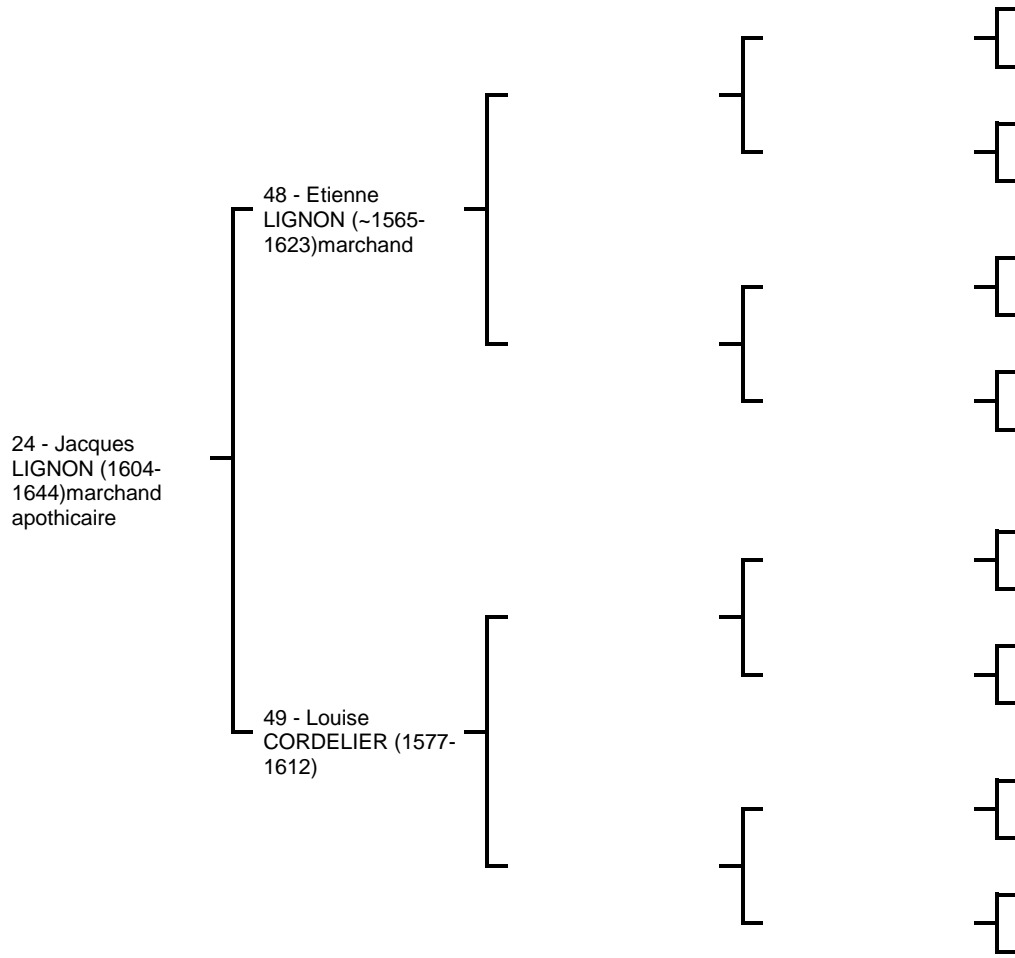 48 - Etienne
LIGNON (~1565-
1623)marchand
24 - Jacques
LIGNON (1604-
1644)marchand
apothicaire
49 - Louise
CORDELIER (1577-
1612)